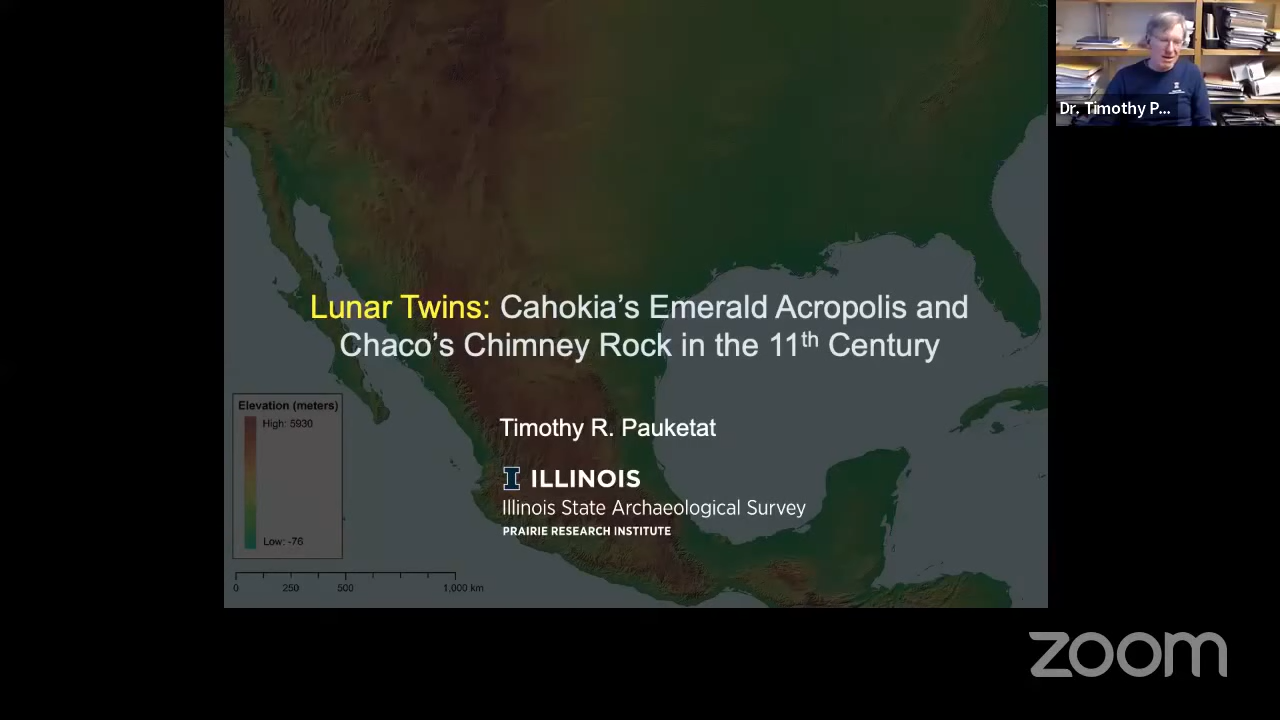 Dr. Timothy P...
Lunar Twins: Cahokia's Emerald Acropolis and
Chaco's Chimney Rock in the 11th Century
Timothy R. Pauketat
I ILLINOIS
Illinois State Archaeological Survey
PRAIRIE RESEARCH INSTITUTE
Elevation (meters)
High: 5930
Low: -76
0 250 500 1,000 km
zoom